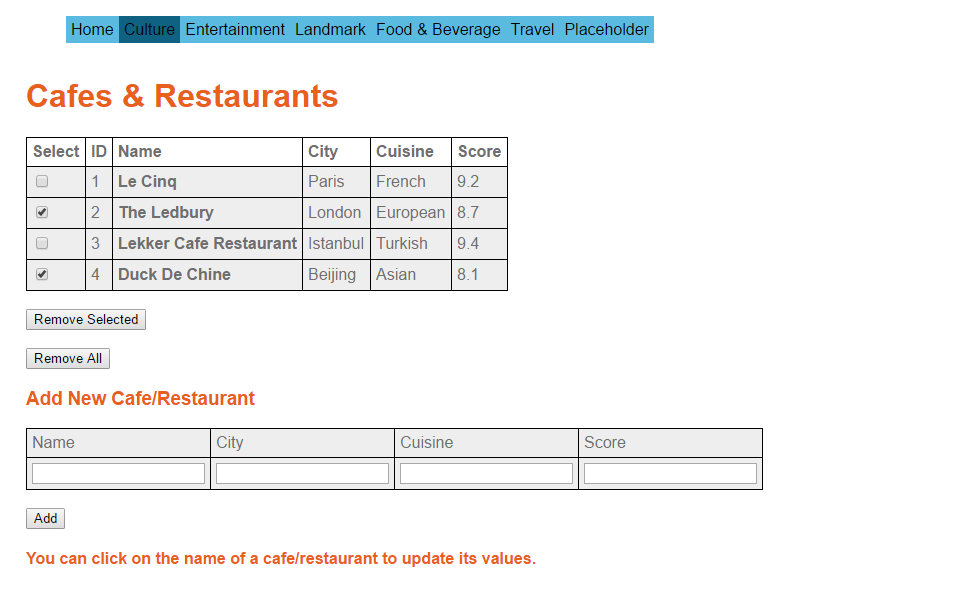 Home Culture Entertainment Landmark Food & Beverage Travel Placeholder
Cafes & Restaurants
Select ID Name City Cuisine Score
1 Le Cinq Paris French 9.2
2 The Ledbury London European 8.7
3 Lekker Cafe Restaurant Istanbul Turkish 9.4
4 Duck De Chine Beijing Asian 8.1
Remove Selected
Remove All
Add New Cafe/Restaurant
Name City Cuisine Score
Add
You can click on the name of a cafe/restaurant to update its values.